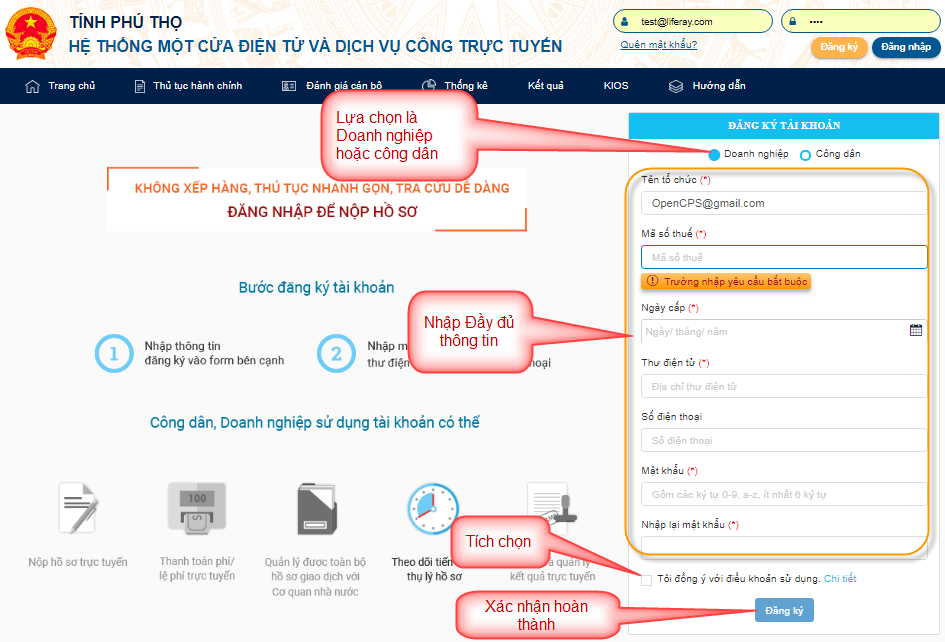 TỈNH PHÚ THỌ
HỆ THỐNG MỘT CỬA ĐIỆN TỬ VÀ DỊCH VỤ CÔNG TRỰC TUYẾN
test@liferay.com
••••
Quên mật khẩu?
Đăng ký
Đăng nhập
Trang chủ
Thủ tục hành chính
Đánh giá cán bộ
Thống kê
Kết quả
KIOS
Hướng dẫn
Lựa chọn là
Doanh nghiệp
hoặc công dân
ĐĂNG KÝ TÀI KHOẢN
Doanh nghiệp
Công dân
KHÔNG XẾP HÀNG, THỦ TỤC NHANH GỌN, TRA CỨU DỄ DÀNG
ĐĂNG NHẬP ĐỂ NỘP HỒ SƠ
Tên tổ chức (*)
OpenCPS@gmail.com
Mã số thuế (*)
Mã số thuế
Trường nhập yêu cầu bắt buộc
Ngày cấp (*)
Ngày/ tháng/ năm
Thư điện tử (*)
Địa chỉ thư điện tử
Số điện thoại
Số điện thoại
Mật khẩu (*)
Gồm các ký tự 0-9, a-z, ít nhất 6 ký tự
Nhập lại mật khẩu (*)
Bước đăng ký tài khoản
Nhập Đầy đủ
thông tin
1
Nhập thông tin
đăng ký vào form bên cạnh
2
Nhập
thư điện
Công dân, Doanh nghiệp sử dụng tài khoản có thể
100
Nộp hồ sơ trực tuyến
Thanh toán phí/
lệ phí trực tuyến
Quản lý được toàn bộ
hồ sơ giao dịch với
Cơ quan nhà nước
Theo dõi tiến
thụ lý hồ sơ
quản lý
kết quả trực tuyến
Tích chọn
Tôi đồng ý với điều khoản sử dụng. Chi tiết
Xác nhận hoàn
thành
Đăng ký